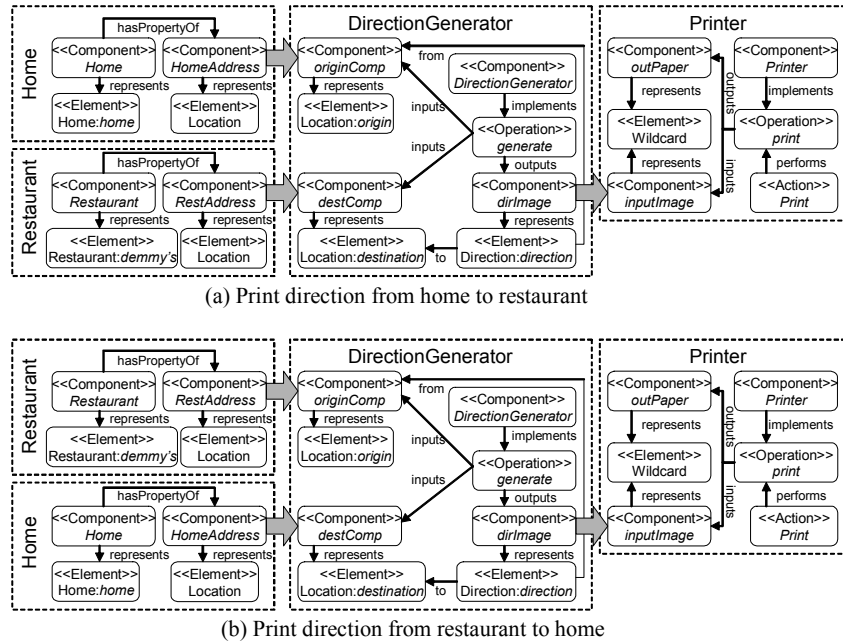 DirectionGenerator
Printer
Home
hasPropertyOf
<<Component>>
Home
<<Component>>
HomeAddress
represents
represents
<<Element>>
Home:home
<<Element>>
Location
Restaurant
hasPropertyOf
<<Component>>
Restaurant
<<Component>>
RestAddress
represents
represents
<<Element>>
Restaurant:demmy's
<<Element>>
Location
<<Component>>
originComp
from
<<Component>>
DirectionGenerator
represents
inputs
implements
<<Element>>
Location:origin
<<Operation>>
generate
inputs
outputs
<<Component>>
destComp
<<Component>>
dirImage
represents
represents
<<Element>>
Location:destination
to
<<Element>>
Direction:direction
<<Component>>
outPaper
<<Component>>
Printer
represents
outputs
implements
<<Element>>
Wildcard
<<Operation>>
print
represents
inputs
performs
<<Component>>
inputImage
<<Action>>
Print
(a) Print direction from home to restaurant
DirectionGenerator
Printer
Restaurant
hasPropertyOf
<<Component>>
Restaurant
<<Component>>
RestAddress
represents
represents
<<Element>>
Restaurant:demmy's
<<Element>>
Location
Home
hasPropertyOf
<<Component>>
Home
<<Component>>
HomeAddress
represents
represents
<<Element>>
Home:home
<<Element>>
Location
<<Component>>
originComp
from
<<Component>>
DirectionGenerator
represents
inputs
implements
<<Element>>
Location:origin
<<Operation>>
generate
inputs
outputs
<<Component>>
destComp
<<Component>>
dirImage
represents
represents
<<Element>>
Location:destination
to
<<Element>>
Direction:direction
<<Component>>
outPaper
<<Component>>
Printer
represents
outputs
implements
<<Element>>
Wildcard
<<Operation>>
print
represents
inputs
performs
<<Component>>
inputImage
<<Action>>
Print
(b) Print direction from restaurant to home